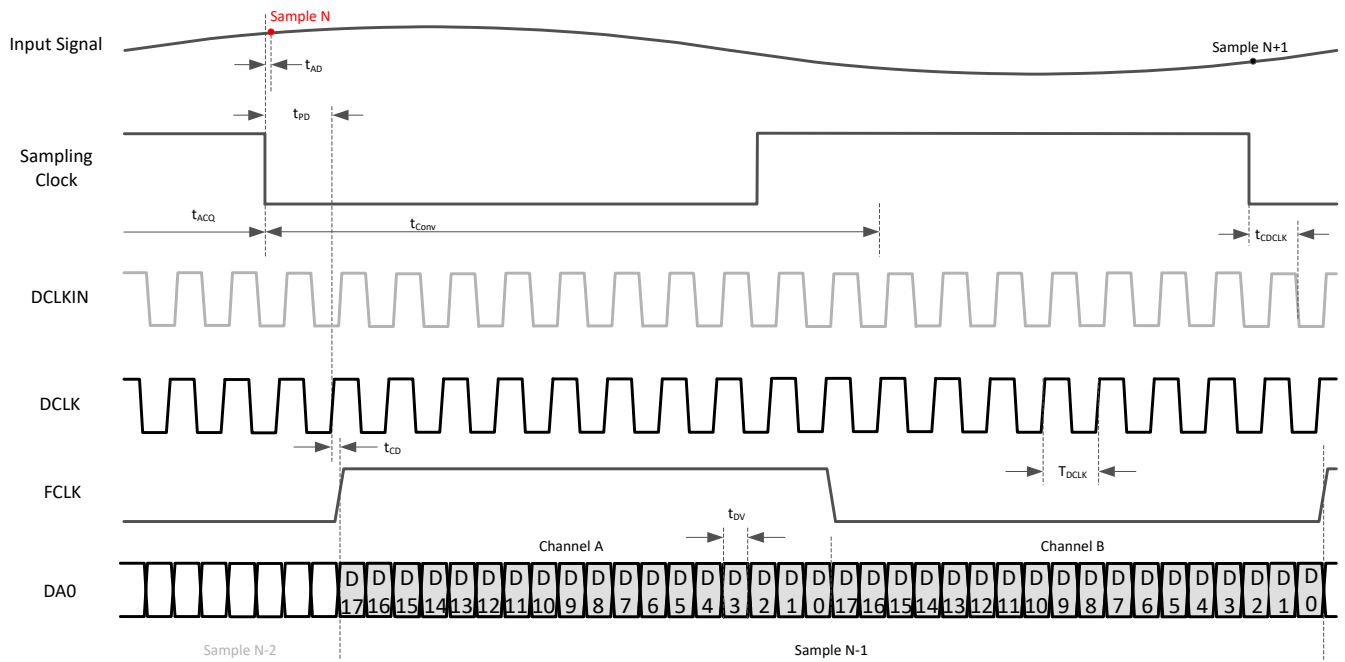 Sample N
Input Signal
Sample N+1
tAD
tPD
Sampling
Clock
tACQ
tConv
tCDCLK
DCLKIN
DCLK
tCD
TDCLK
FCLK
tDV
Channel A
Channel B
DA0
D D D D D D D D D D D D D D D D D D D D D D D D D D D D D D D D D D D D
17 16 15 14 13 12 11 10 9 8 7 6 5 4 3 2 1 0 17 16 15 14 13 12 11 10 9 8 7 6 5 4 3 2 1 0
Sample N-2
Sample N-1